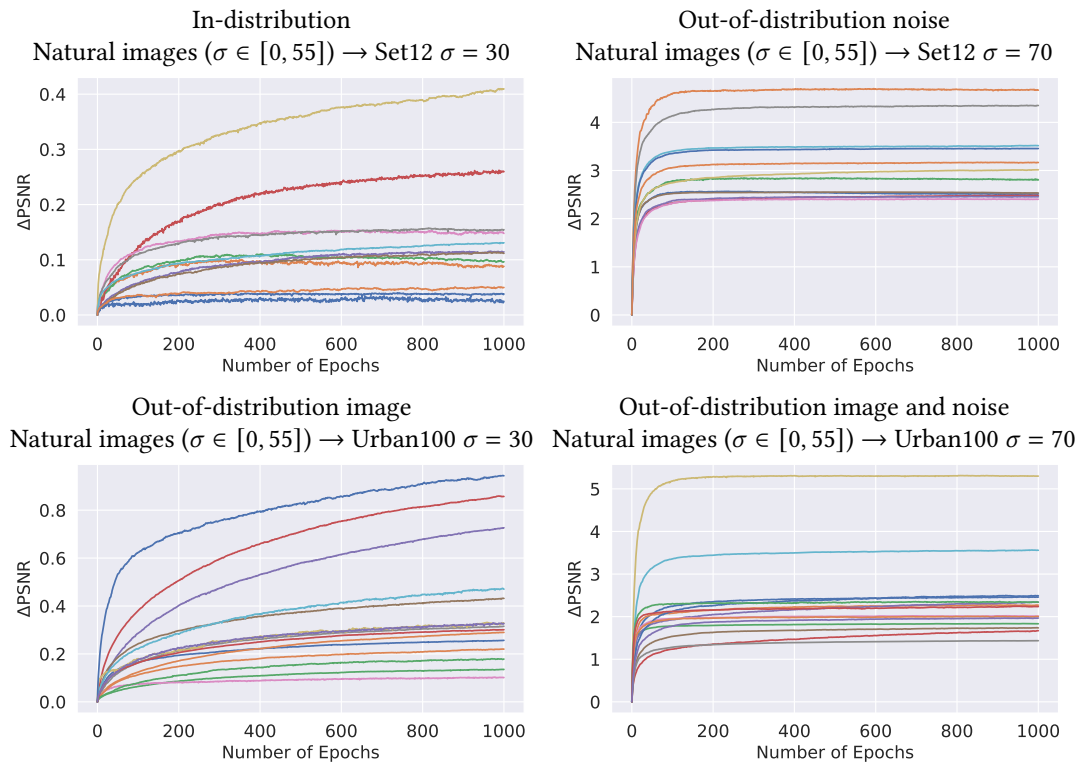 In-distribution
Natural images (σ ∈ [0, 55]) → Set12 σ = 30
0.4
0.3
0.2
0.1
0.0
ΔPSNR
0 200 400 600 800 1000
Number of Epochs
Out-of-distribution noise
Natural images (σ ∈ [0, 55]) → Set12 σ = 70
4
3
2
1
0
ΔPSNR
0 200 400 600 800 1000
Number of Epochs
Out-of-distribution image
Natural images (σ ∈ [0, 55]) → Urban100 σ = 30
0.8
0.6
0.4
0.2
0.0
ΔPSNR
0 200 400 600 800 1000
Number of Epochs
Out-of-distribution image and noise
Natural images (σ ∈ [0, 55]) → Urban100 σ = 70
5
4
3
2
1
0
ΔPSNR
0 200 400 600 800 1000
Number of Epochs